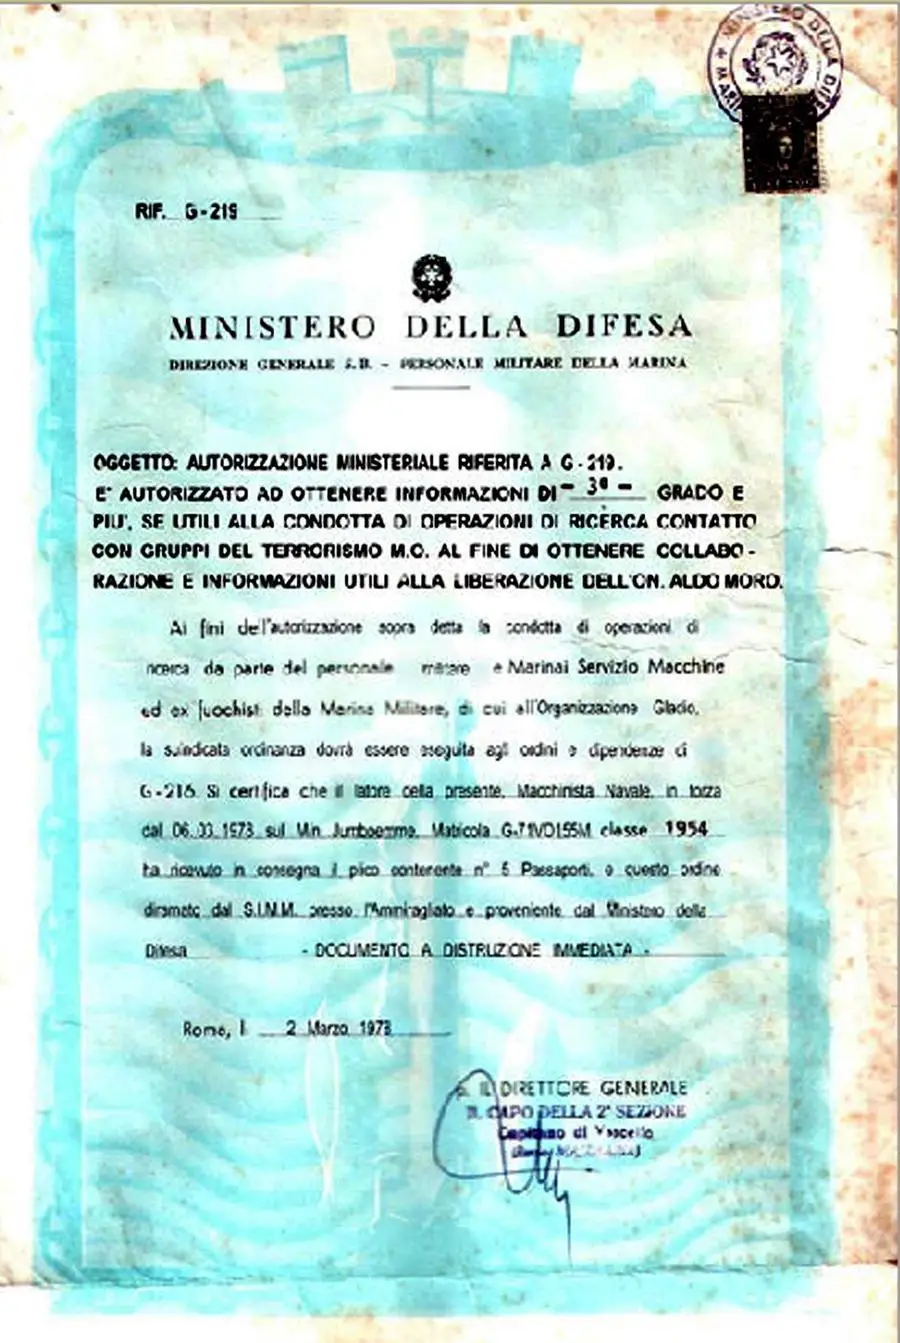 MINISTERO DELLA DIFE
RIF. G-219
MINISTERO DELLA DIFESA
DIREZIONE GENERALE S.B. - PERSONALE MILITARE DELLA MARINA
OGGETTO: AUTORIZZAZIONE MINISTERIALE RIFERITA A G-219.
E' AUTORIZZATO AD OTTENERE INFORMAZIONI DI - 3º - GRADO E
PIU', SE UTILI ALLA CONDOTTA DI OPERAZIONI DI RICERCA CONTATTO
CON GRUPPI DEL TERRORISMO M.O. AL FINE DI OTTENERE COLLABO -
RAZIONE E INFORMAZIONI UTILI ALLA LIBERAZIONE DELL'ON. ALDO MORO.
Ai fini dell'autorizzazione sopra detta la condotta di operazioni di
ricerca da parte del personale militare e Marinai Servizio Macchine
ed ex fuochisti della Marina Militare, di cui all'Organizzazione Gladio,
la suindicata ordinanza dovrà essere eseguita agli ordini e dipendenze di
G-216. Si certifica che il latore della presente, Macchinista Navale, in forza
dal 06.03.1978 sul Min Jumboemme, Matricola G-71VO155M classe 1954
ha ricevuto in consegna il plico contenente n° 5 Passaporti, e questo ordine
diramato dal S.I.M.M. presso l'Ammiragliato e proveniente dal Ministero della
Difesa - DOCUMENTO A DISTRUZIONE IMMEDIATA -
Roma, li 2 Marzo 1978
IL DIRETTORE GENERALE
IL CAPO DELLA 2ª SEZIONE
Capitano di Vascello